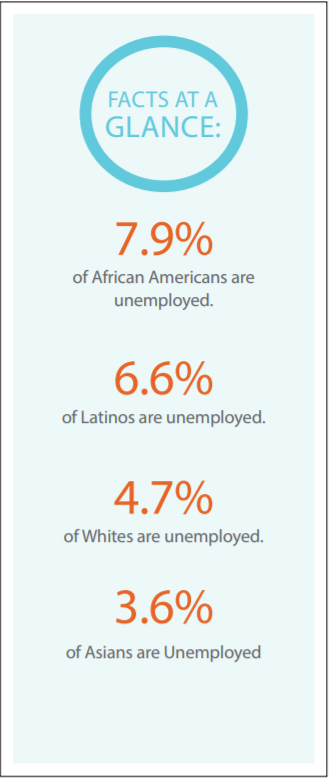 FACTS AT A
GLANCE:
7.9%
of African Americans are
unemployed.
6.6%
of Latinos are unemployed.
4.7%
of Whites are unemployed.
3.6%
of Asians are Unemployed